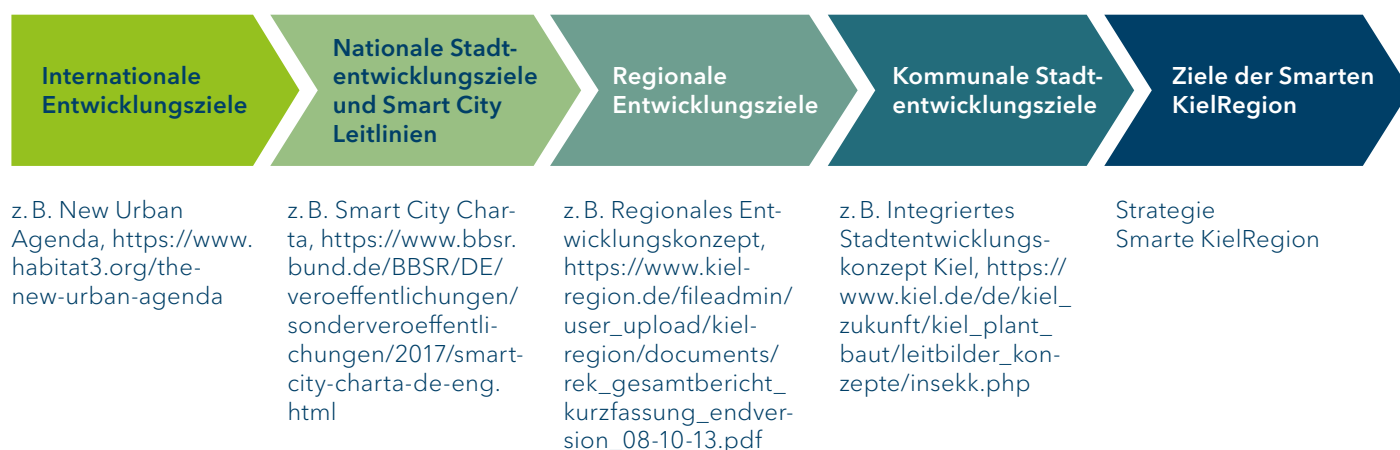 Internationale
Entwicklungsziele
Nationale Stadt-
entwicklungsziele
und Smart City
Leitlinien
Regionale
Entwicklungsziele
Kommunale Stadt-
entwicklungsziele
Ziele der Smarten
KielRegion
z. B. New Urban
Agenda, https://www.
habitat3.org/the-
new-urban-agenda
z. B. Smart City Char-
ta, https://www.bbsr.
bund.de/BBSR/DE/
veroeffentlichungen/
sonderveroeffentli-
chungen/2017/smart-
city-charta-de-eng.
html
z. B. Regionales Ent-
wicklungskonzept,
https://www.kiel-
region.de/fileadmin/
user_upload/kiel-
region/documents/
rek_gesamtbericht_
kurzfassung_endver-
sion_08-10-13.pdf
z. B. Integriertes
Stadtentwicklungs-
konzept Kiel, https://
www.kiel.de/de/kiel_
zukunft/kiel_plant_
baut/leitbilder_kon-
zepte/insekk.php
Strategie
Smarte KielRegion